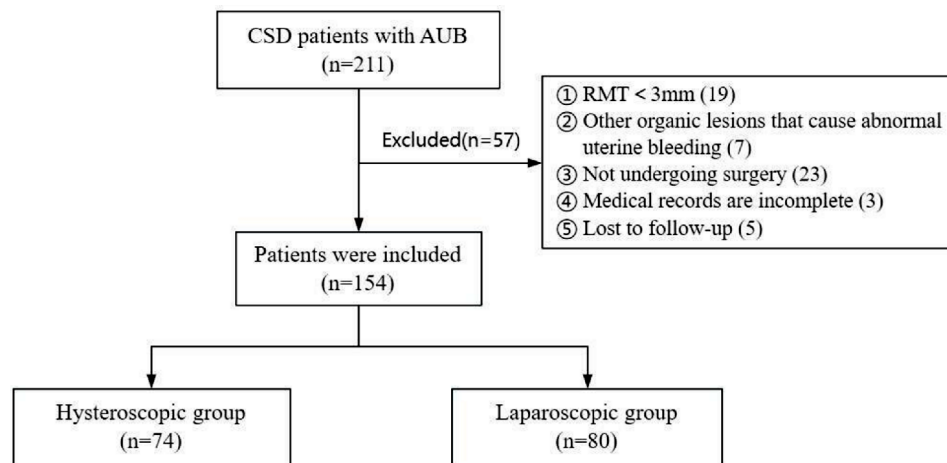 CSD patients with AUB
(n=211)
Excluded(n=57)
① RMT < 3mm (19)
② Other organic lesions that cause abnormal
uterine bleeding (7)
③ Not undergoing surgery (23)
④ Medical records are incomplete (3)
⑤ Lost to follow-up (5)
Patients were included
(n=154)
Hysteroscopic group
(n=74)
Laparoscopic group
(n=80)